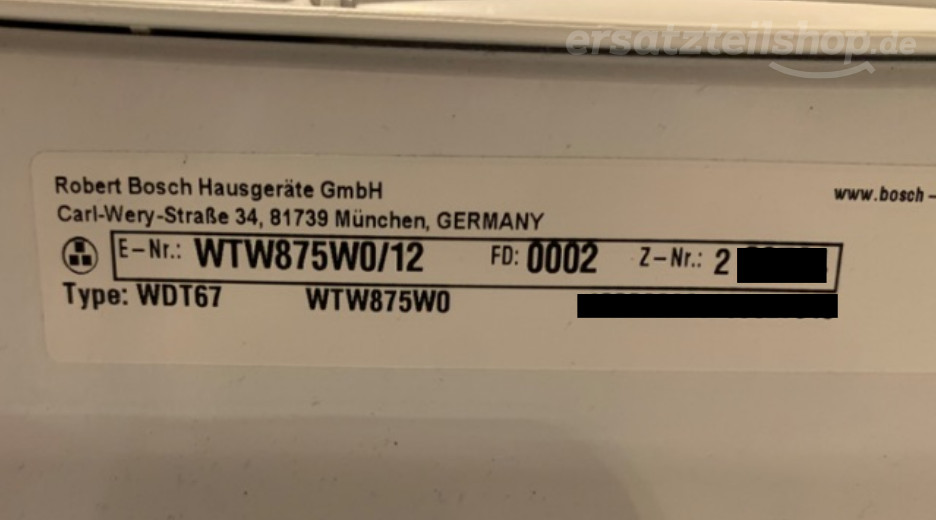 ersatzteilshop.de
Robert Bosch Hausgeräte GmbH
www.bosch-
Carl-Wery-Straße 34, 81739 München, GERMANY
E-Nr.: WTW875W0/12 FD: 0002 Z-Nr.: 2
Type: WDT67 WTW875W0